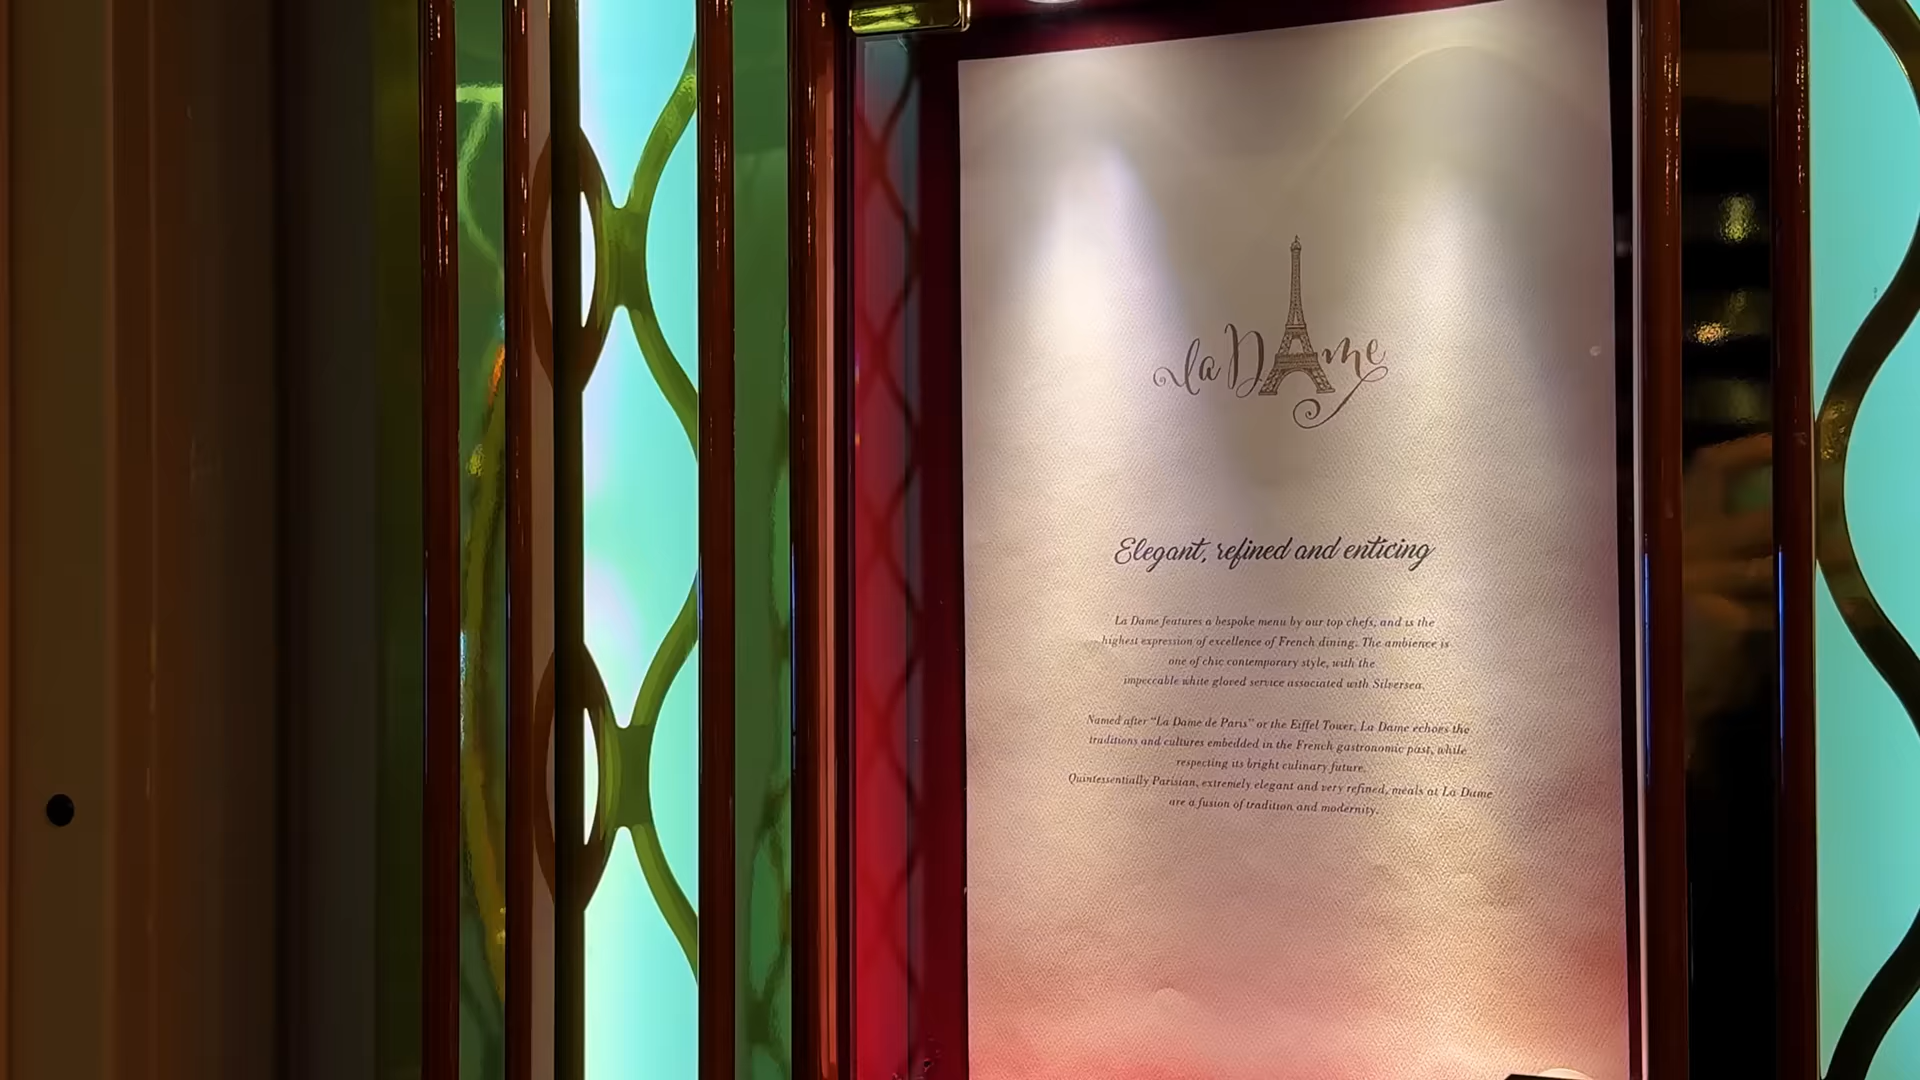 la Dame
Elegant, refined and enticing
La Dame features a bespoke menu by our top chefs, and is the
highest expression of excellence of French dining. The ambience is
one of chic contemporary style, with the
impeccable white gloved service associated with Silversea.
Named after “La Dame de Paris” or the Eiffel Tower, La Dame echoes the
traditions and cultures embedded in the French gastronomic past, while
respecting its bright culinary future.
Quintessentially Parisian, extremely elegant and very refined, meals at La Dame
are a fusion of tradition and modernity.